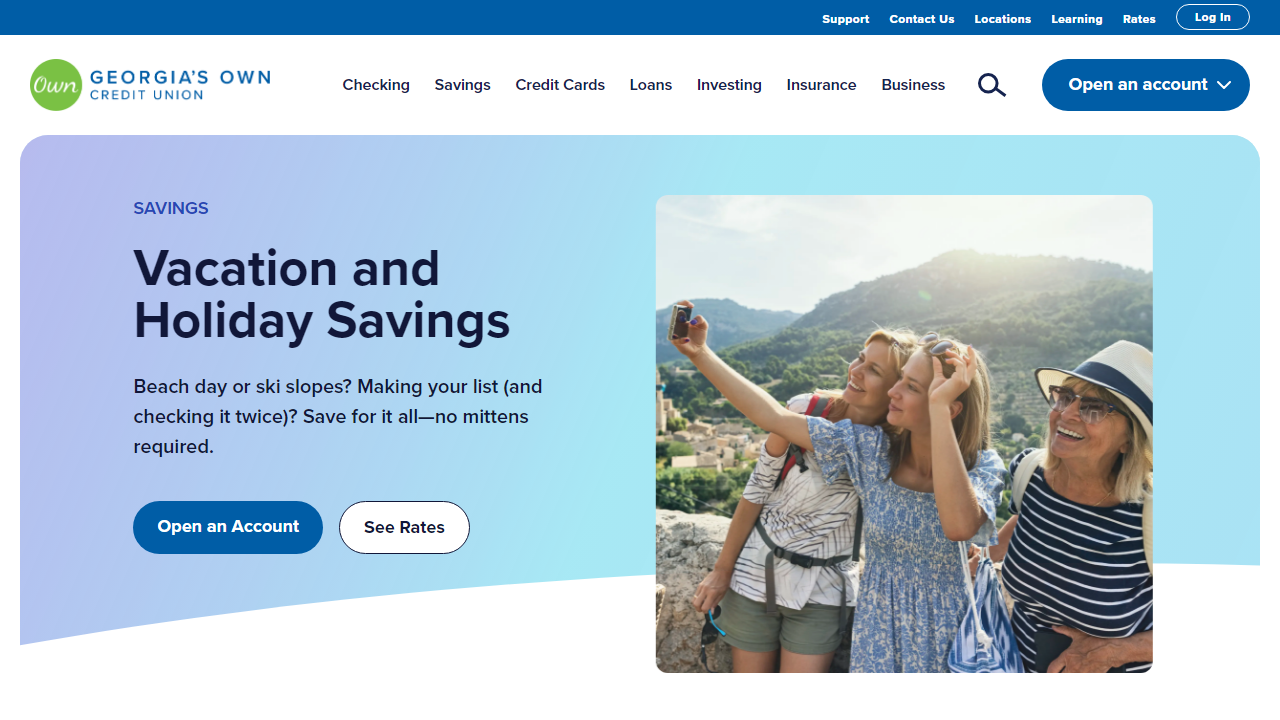 Support Contact Us Locations Learning Rates Log In
Own GEORGIA'S OWN
CREDIT UNION
Checking Savings Credit Cards Loans Investing Insurance Business
Open an account
SAVINGS
Vacation and
Holiday Savings
Beach day or ski slopes? Making your list (and
checking it twice)? Save for it all—no mittens
required.
Open an Account See Rates